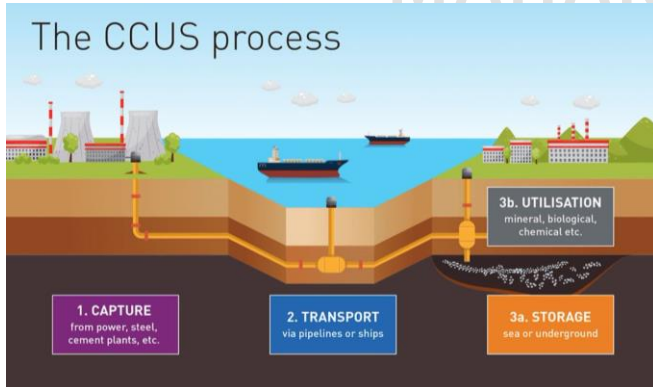 The CCUS process
3b. UTILISATION
mineral, biological,
chemical etc.
1. CAPTURE
from power, steel,
cement plants, etc.
2. TRANSPORT
via pipelines or ships
3a. STORAGE
sea or underground